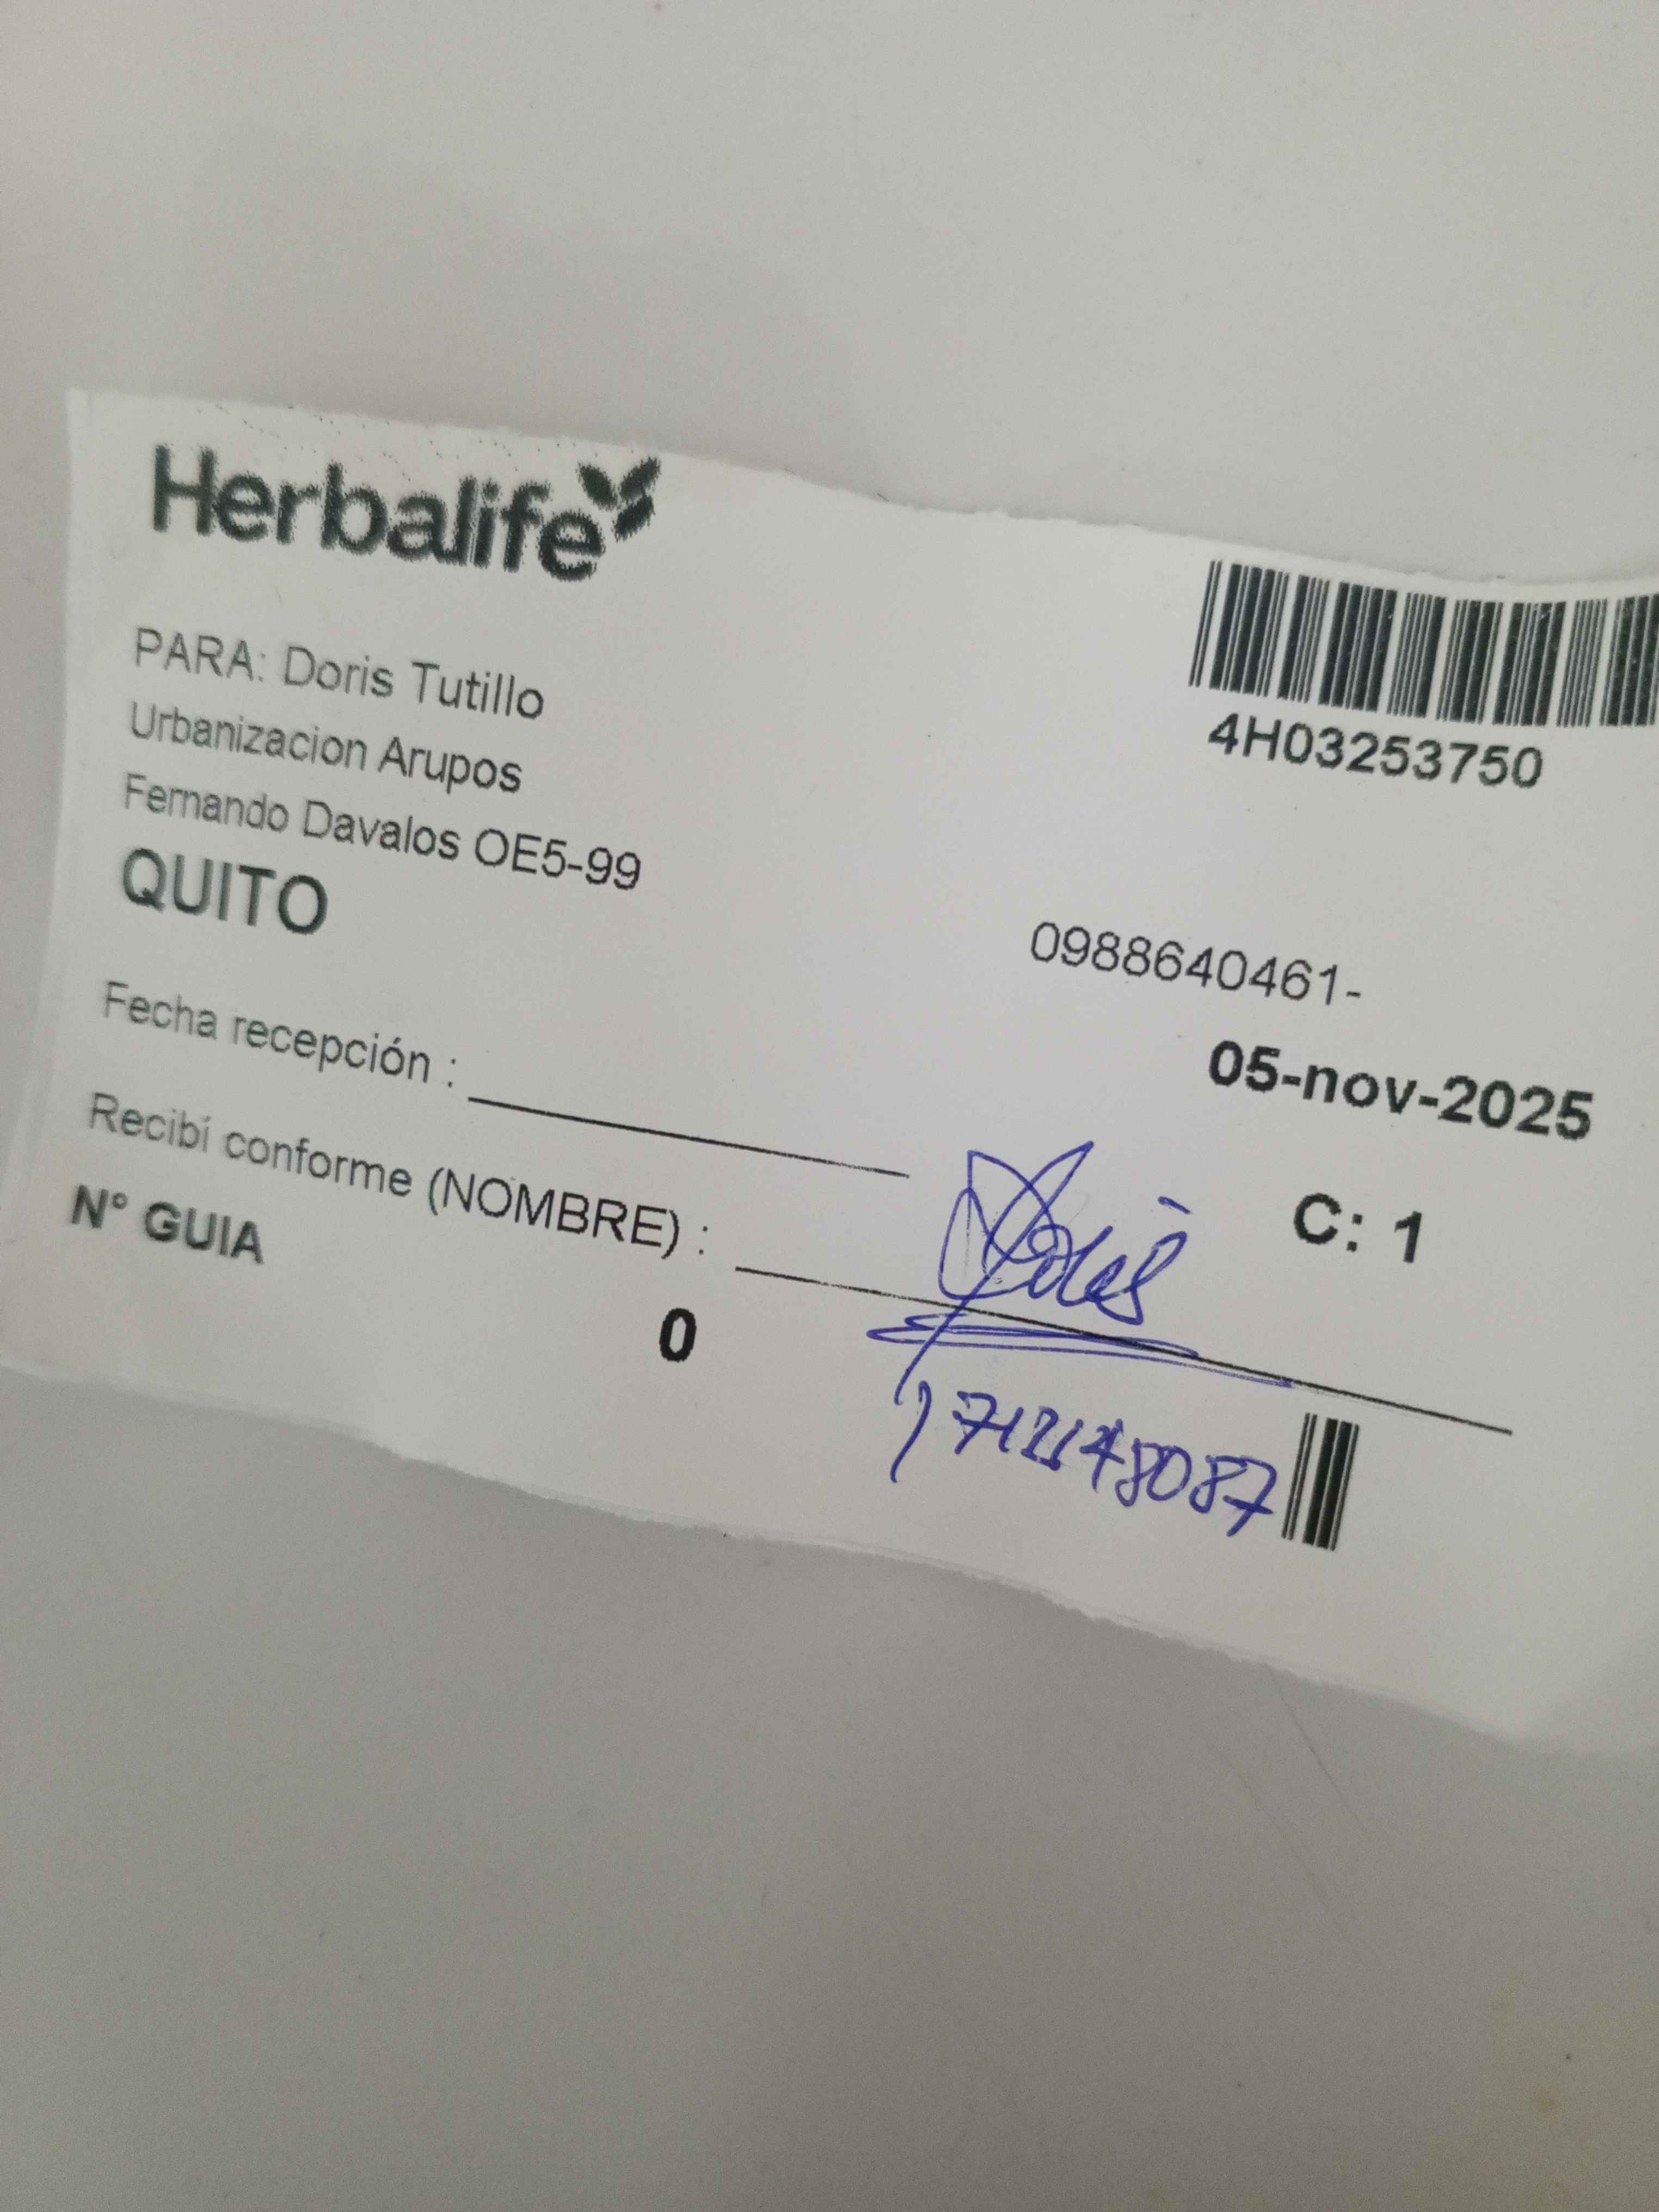 Herbalife
4H03253750
PARA: Doris Tutillo
Urbanizacion Arupos
Fernando Davalos OE5-99
QUITO
0988640461-
05-nov-2025
Fecha recepción :
C: 1
Recibí conforme (NOMBRE) :
N° GUIA
0